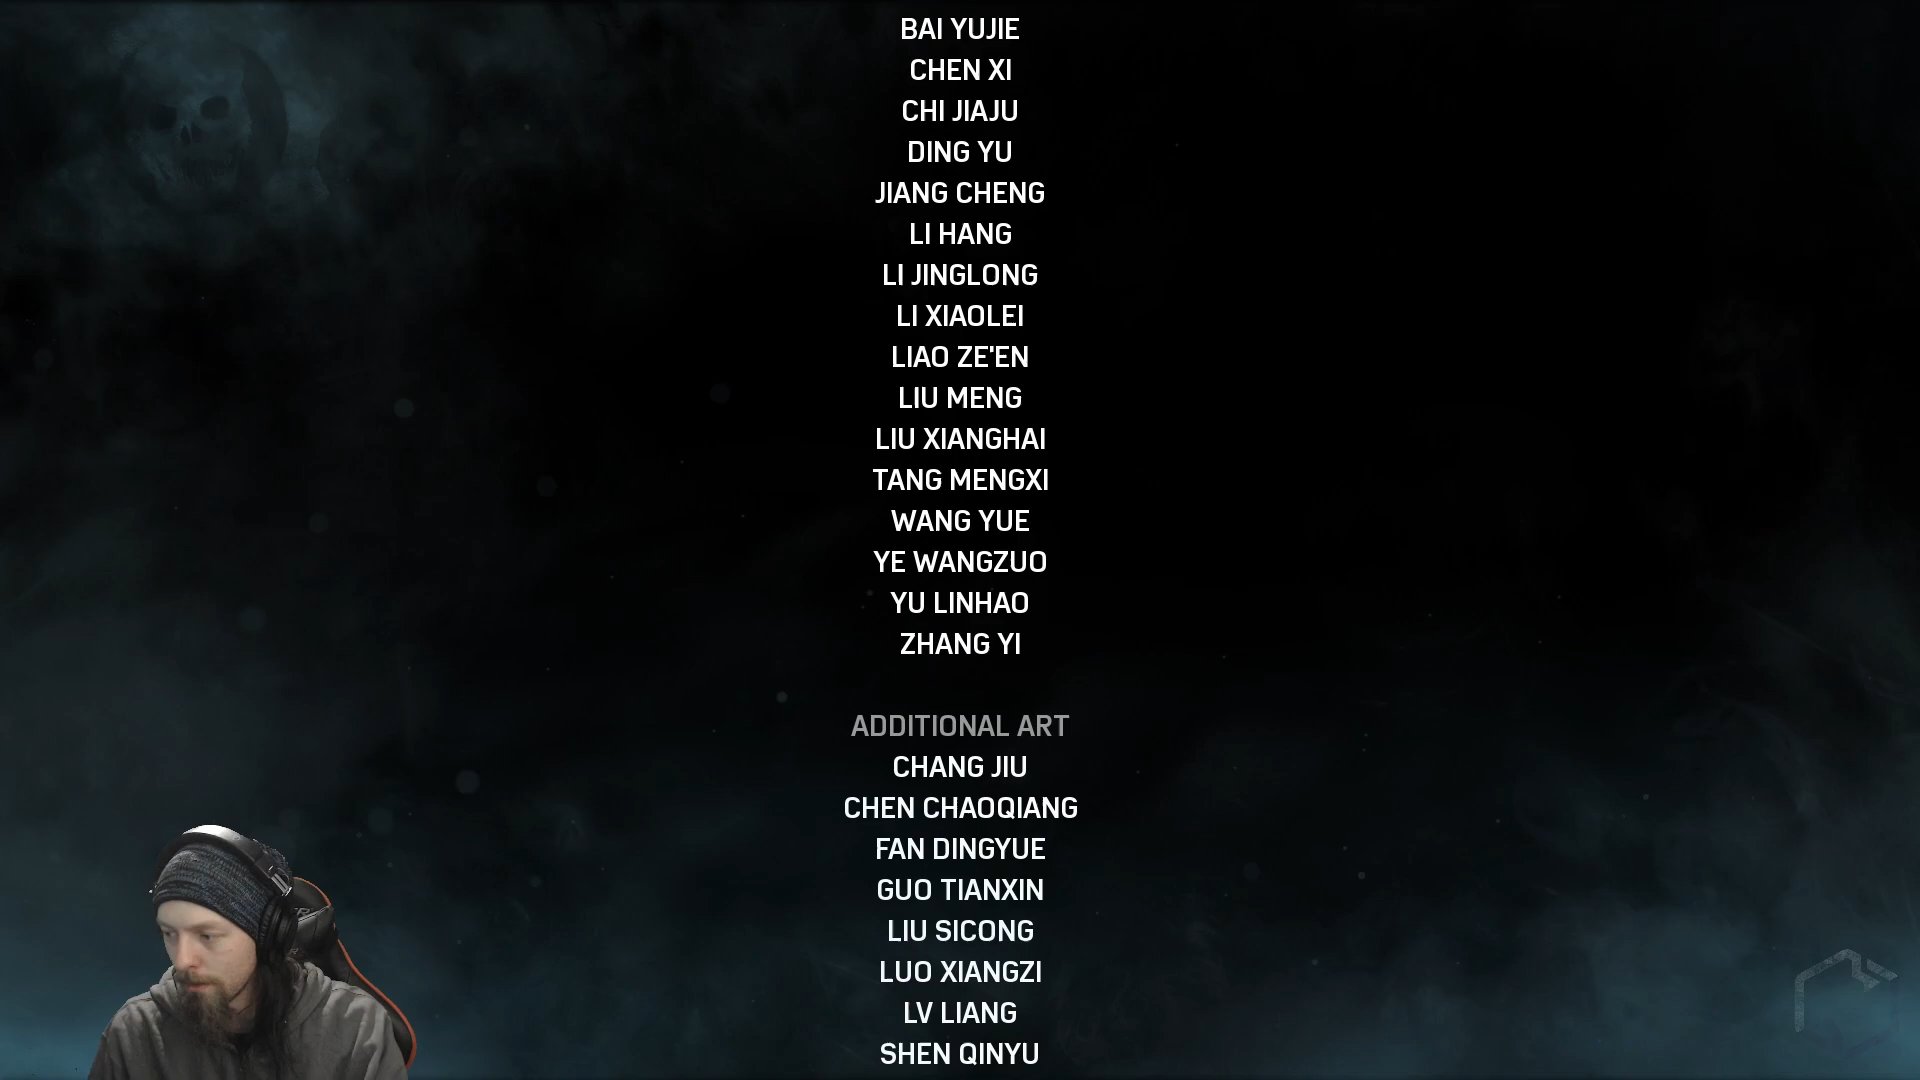 BAI YUJIE
CHEN XI
CHI JIAJU
DING YU
JIANG CHENG
LI HANG
LI JINGLONG
LI XIAOLEI
LIAO ZE'EN
LIU MENG
LIU XIANGHAI
TANG MENGXI
WANG YUE
YE WANGZUO
YU LINHAO
ZHANG YI
ADDITIONAL ART
CHANG JIU
CHEN CHAOQIANG
FAN DINGYUE
GUO TIANXIN
LIU SICONG
LUO XIANGZI
LV LIANG
SHEN QINYU